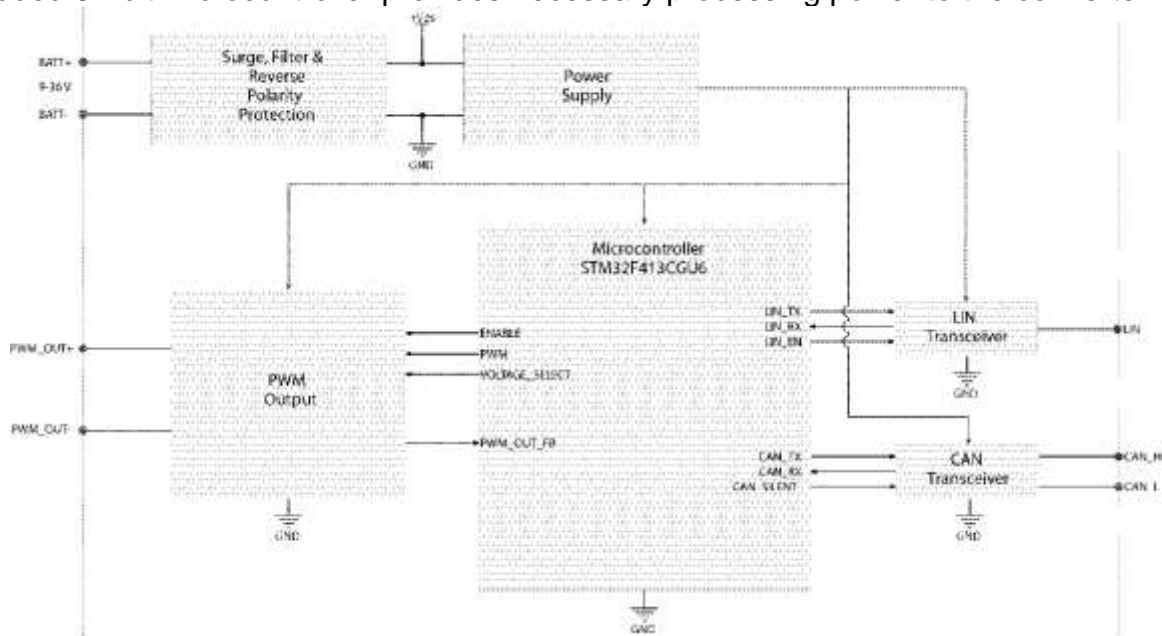 BATT+
9-36 V
BATT-
Surge, Filter &
Reverse
Polarity
Protection
GND
Power
Supply
Microcontroller
STM32F413CGU6
PWM_OUT+
PWM_OUT-
PWM
Output
GND
ENABLE
PWM
VOLTAGE_SELECT
PWM_OUT_FB
LIN_TX
LIN_RX
LIN_EN
LIN
Transceiver
GND
LIN
CAN_TX
CAN_RX
CAN_SILENT
CAN
Transceiver
GND
CAN_H
CAN_L
GND